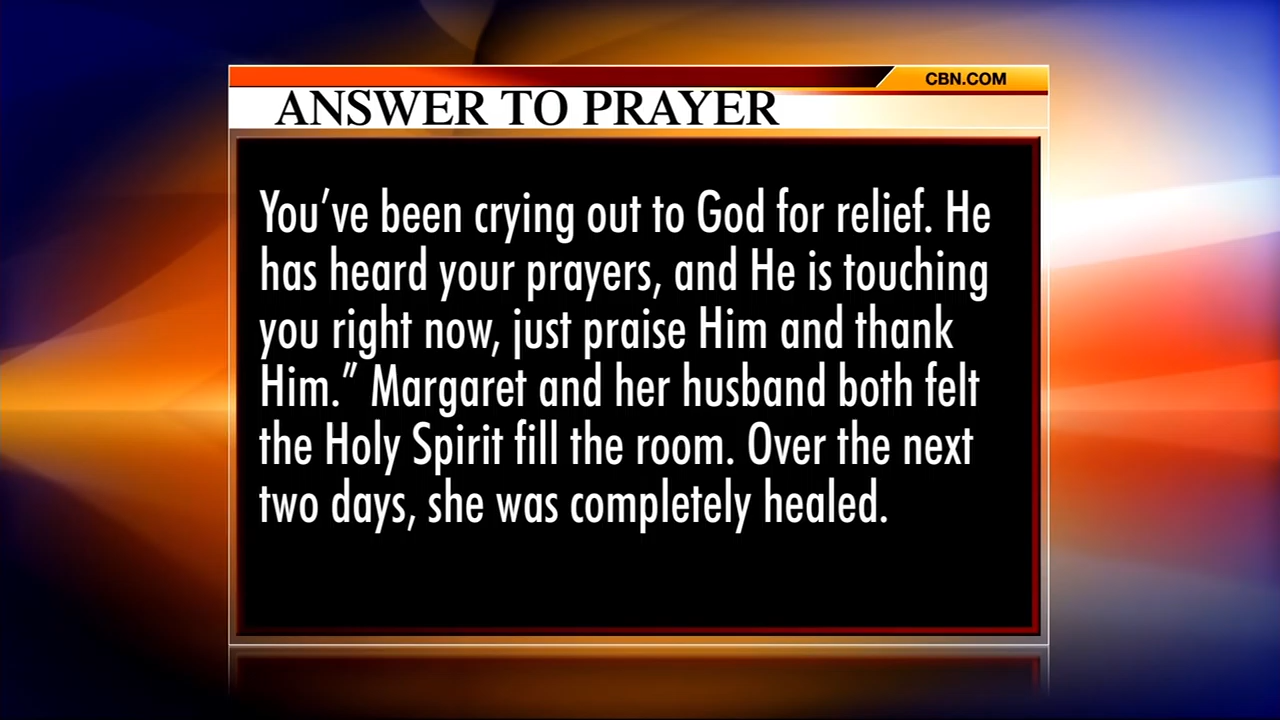 CBN.COM
ANSWER TO PRAYER
You’ve been crying out to God for relief. He
has heard your prayers, and He is touching
you right now, just praise Him and thank
Him.” Margaret and her husband both felt
the Holy Spirit fill the room. Over the next
two days, she was completely healed.